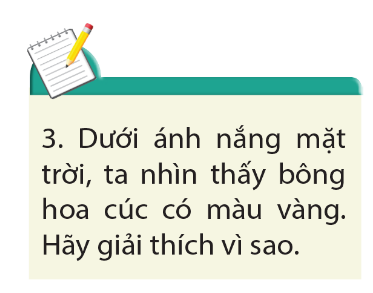 3. Dưới ánh nắng mặt
trời, ta nhìn thấy bông
hoa cúc có màu vàng.
Hãy giải thích vì sao.